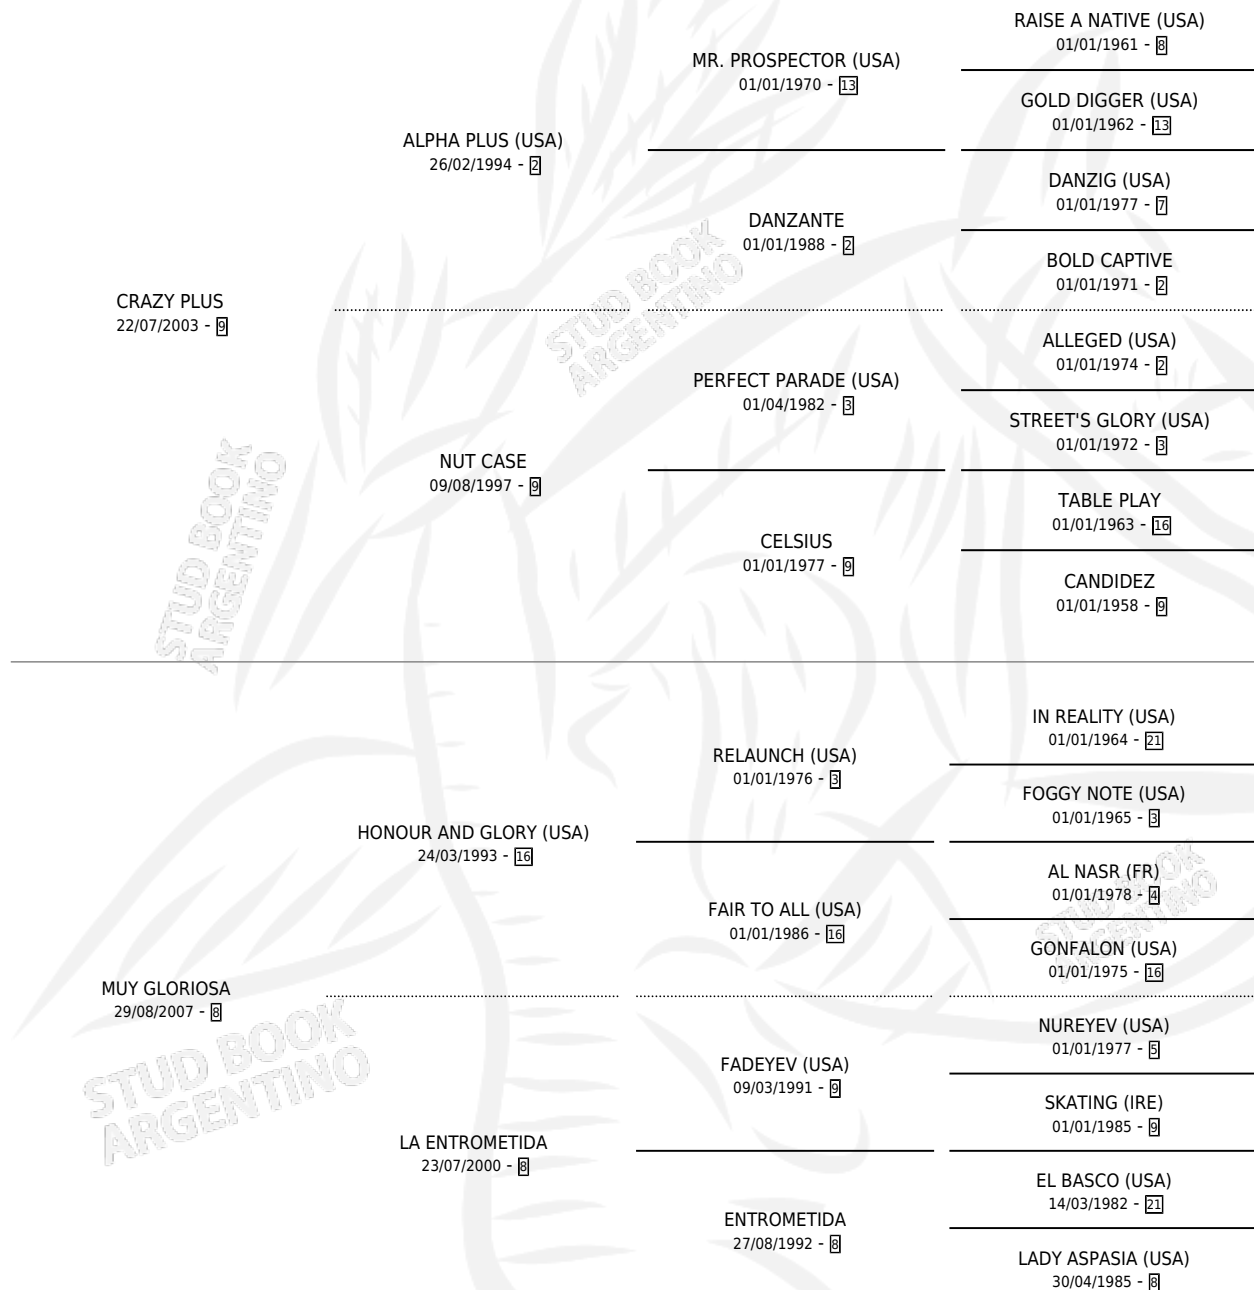 RAISE A NATIVE (USA)
01/01/1961 - 8
MR. PROSPECTOR (USA)
01/01/1970 - 13
GOLD DIGGER (USA)
01/01/1962 - 13
ALPHA PLUS (USA)
26/02/1994 - 2
DANZIG (USA)
01/01/1977 - 7
DANZANTE
01/01/1988 - 2
BOLD CAPTIVE
01/01/1971 - 2
CRAZY PLUS
22/07/2003 - 9
STUD BOOK
ARGENTINO
ALLEGED (USA)
01/01/1974 - 2
PERFECT PARADE (USA)
01/04/1982 - 3
STREET'S GLORY (USA)
01/01/1972 - 3
NUT CASE
09/08/1997 - 9
TABLE PLAY
01/01/1963 - 16
CELSIUS
01/01/1977 - 9
CANDIDEZ
01/01/1958 - 9
STUD BOOK
ARGENTINO
IN REALITY (USA)
01/01/1964 - 21
RELAUNCH (USA)
01/01/1976 - 3
FOGGY NOTE (USA)
01/01/1965 - 3
HONOUR AND GLORY (USA)
24/03/1993 - 16
AL NASR (FR)
01/01/1978 - 4
FAIR TO ALL (USA)
01/01/1986 - 16
GONFALON (USA)
01/01/1975 - 16
STUD BOOK
ARGENTINO
MUY GLORIOSA
29/08/2007 - 8
NUREYEV (USA)
01/01/1977 - 5
FADEYEV (USA)
09/03/1991 - 9
SKATING (IRE)
01/01/1985 - 9
STUD BOOK
ARGENTINO
LA ENTROMETIDA
23/07/2000 - 8
EL BASCO (USA)
14/03/1982 - 21
ENTROMETIDA
27/08/1992 - 8
LADY ASPASIA (USA)
30/04/1985 - 8